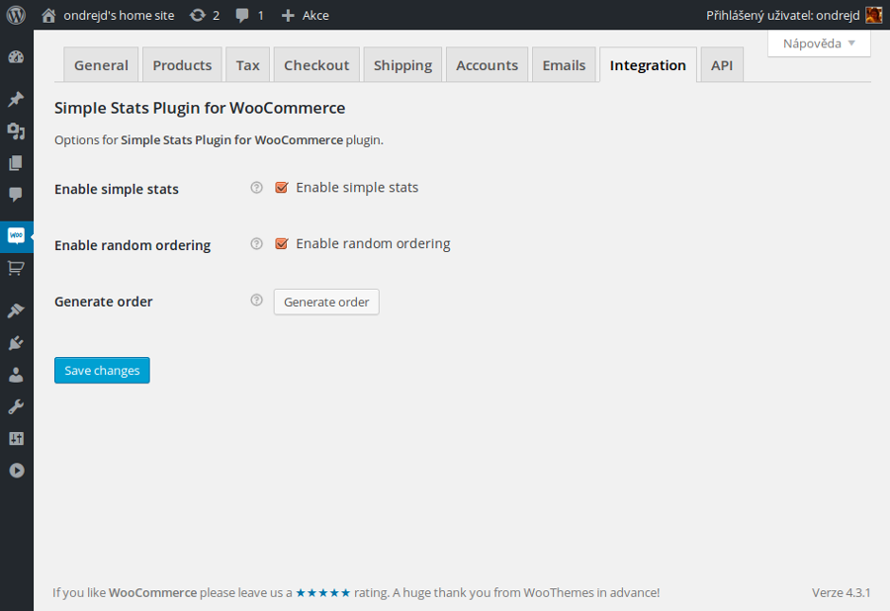 ondrejd's home site 2 1 Akce Přihlášený uživatel: ondrejd
Nápověda
General Products Tax Checkout Shipping Accounts Emails Integration API
Simple Stats Plugin for WooCommerce
Options for Simple Stats Plugin for WooCommerce plugin.
Enable simple stats Enable simple stats
Enable random ordering Enable random ordering
Generate order Generate order
Save changes
If you like WooCommerce please leave us a ★★★★★ rating. A huge thank you from WooThemes in advance! Verze 4.3.1